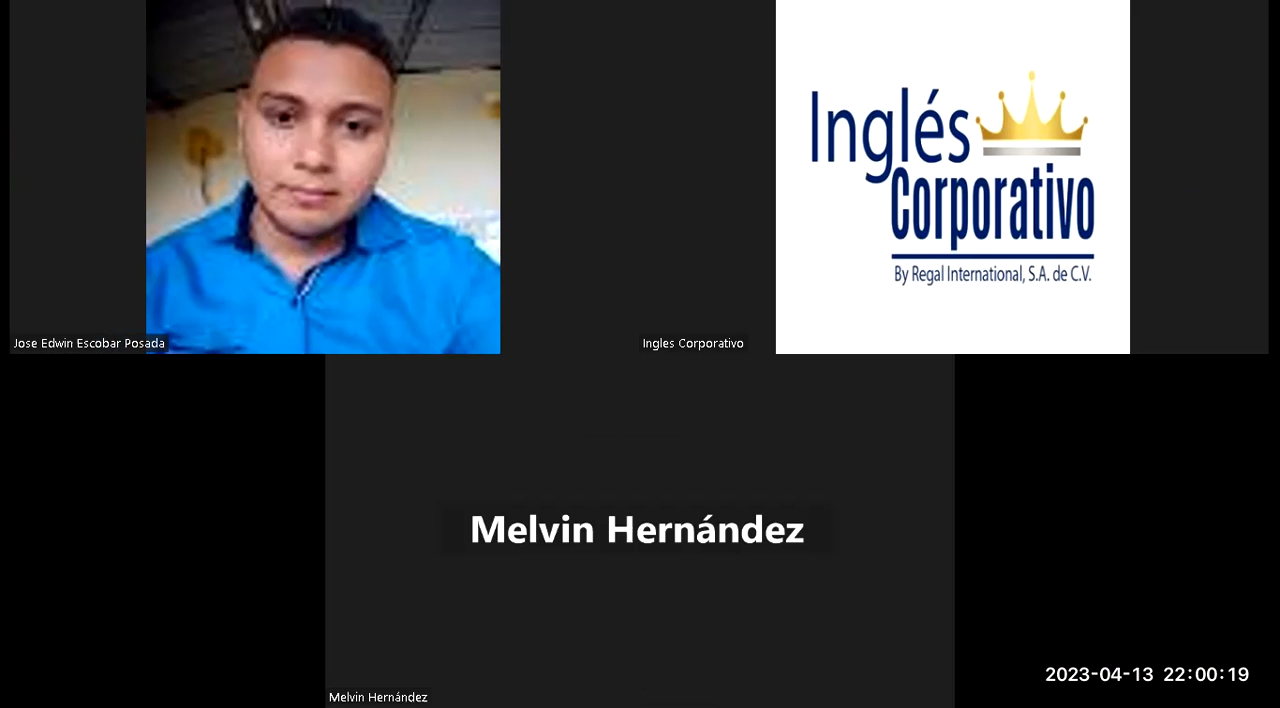 Inglés
Corporativo
By Regal International, S.A. de C.V.
Jose Edwin Escobar Posada
Ingles Corporativo
Melvin Hernández
Melvin Hernández
2023-04-13 22:00:19